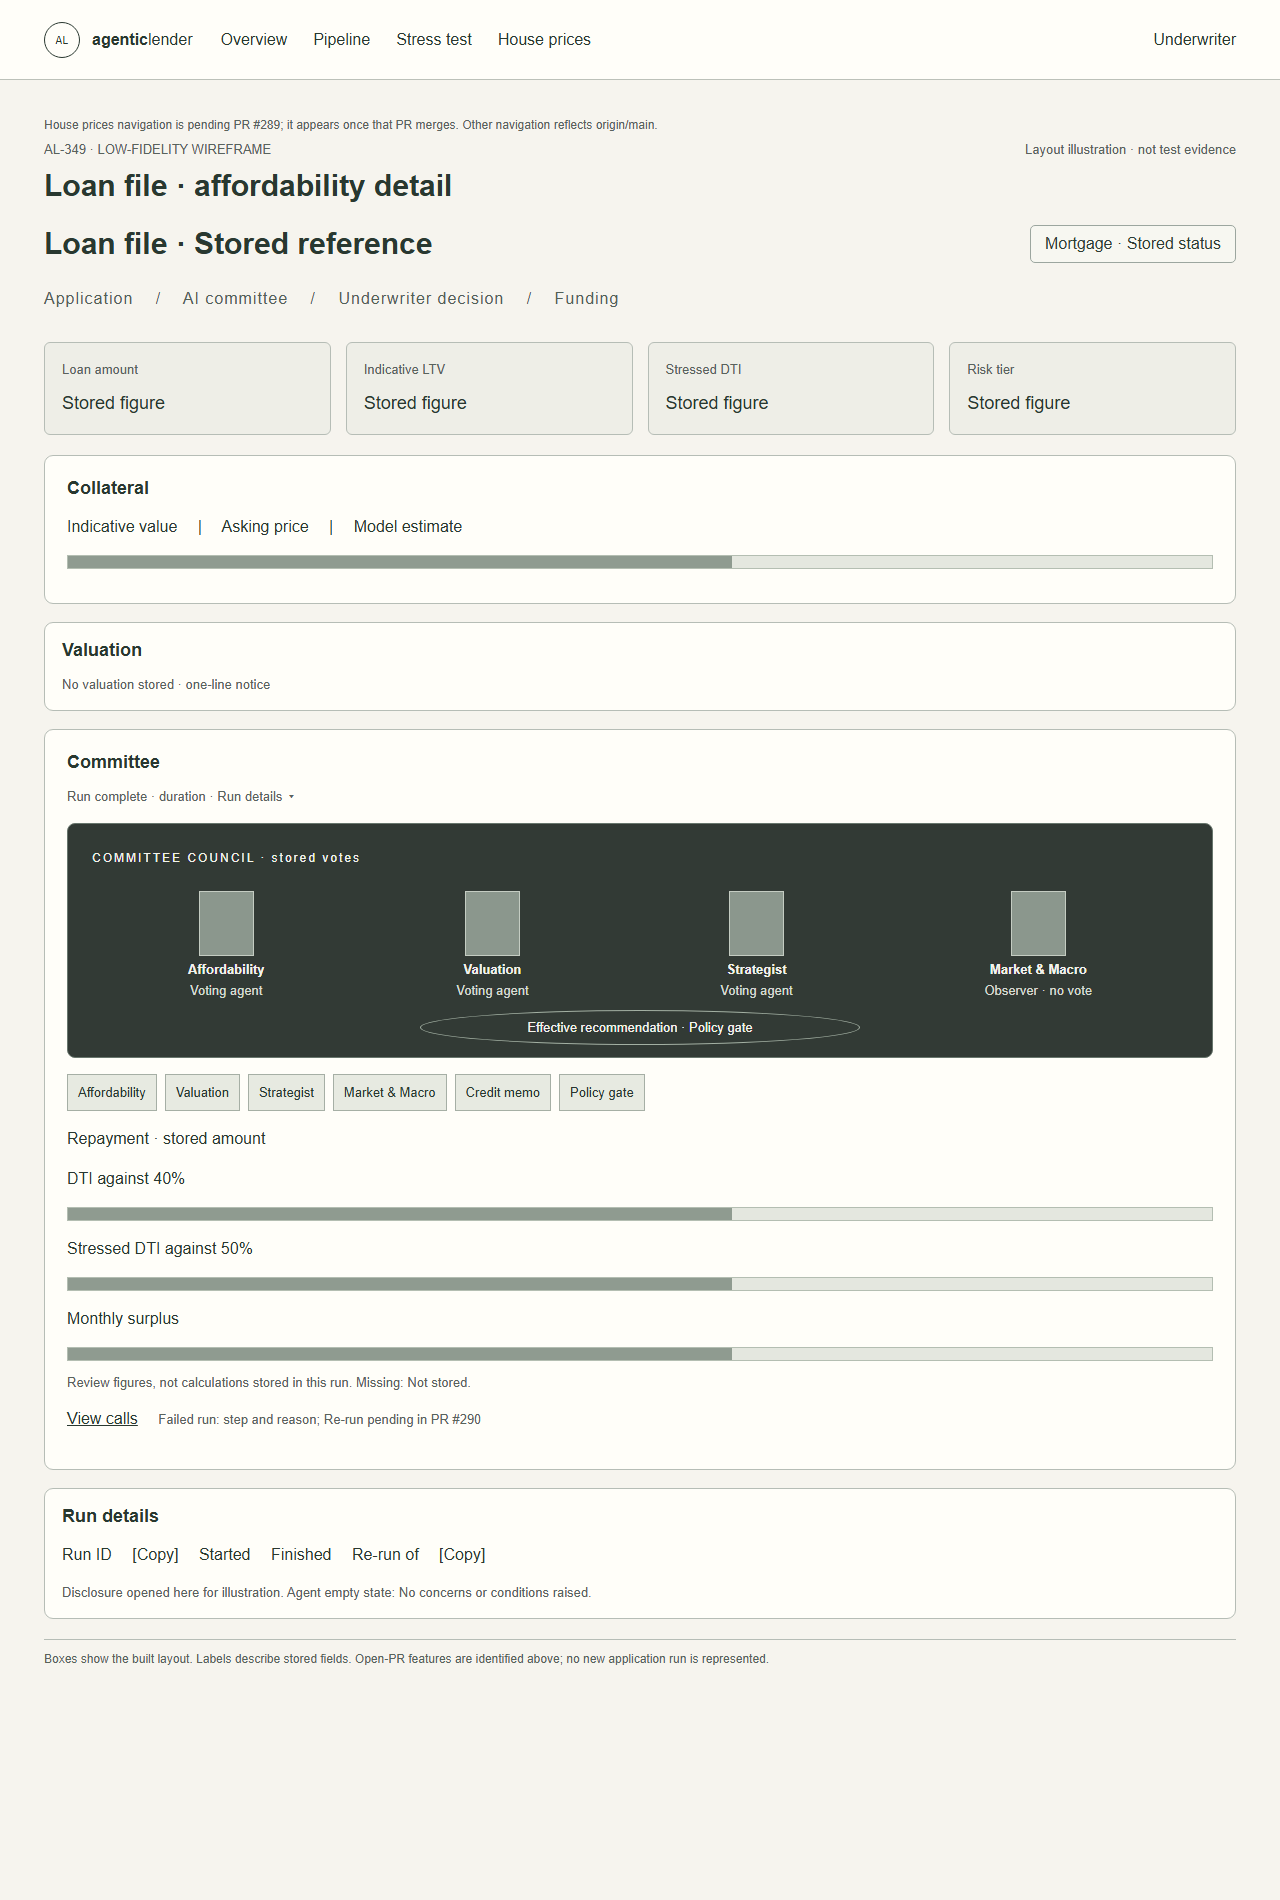 AL agenticlender Overview Pipeline Stress test House prices Underwriter
House prices navigation is pending PR #289; it appears once that PR merges. Other navigation reflects origin/main.
AL-349 · LOW-FIDELITY WIREFRAME Layout illustration · not test evidence
Loan file · affordability detail
Loan file · Stored reference Mortgage · Stored status
Application / AI committee / Underwriter decision / Funding
Loan amount Indicative LTV Stressed DTI Risk tier
Stored figure Stored figure Stored figure Stored figure
Collateral
Indicative value | Asking price | Model estimate
Valuation
No valuation stored · one-line notice
Committee
Run complete · duration · Run details ▾
COMMITTEE COUNCIL · stored votes
Affordability Valuation Strategist Market & Macro
Voting agent Voting agent Voting agent Observer · no vote
Effective recommendation · Policy gate
Affordability Valuation Strategist Market & Macro Credit memo Policy gate
Repayment · stored amount
DTI against 40%
Stressed DTI against 50%
Monthly surplus
Review figures, not calculations stored in this run. Missing: Not stored.
View calls Failed run: step and reason; Re-run pending in PR #290
Run details
Run ID [Copy] Started Finished Re-run of [Copy]
Disclosure opened here for illustration. Agent empty state: No concerns or conditions raised.
Boxes show the built layout. Labels describe stored fields. Open-PR features are identified above; no new application run is represented.